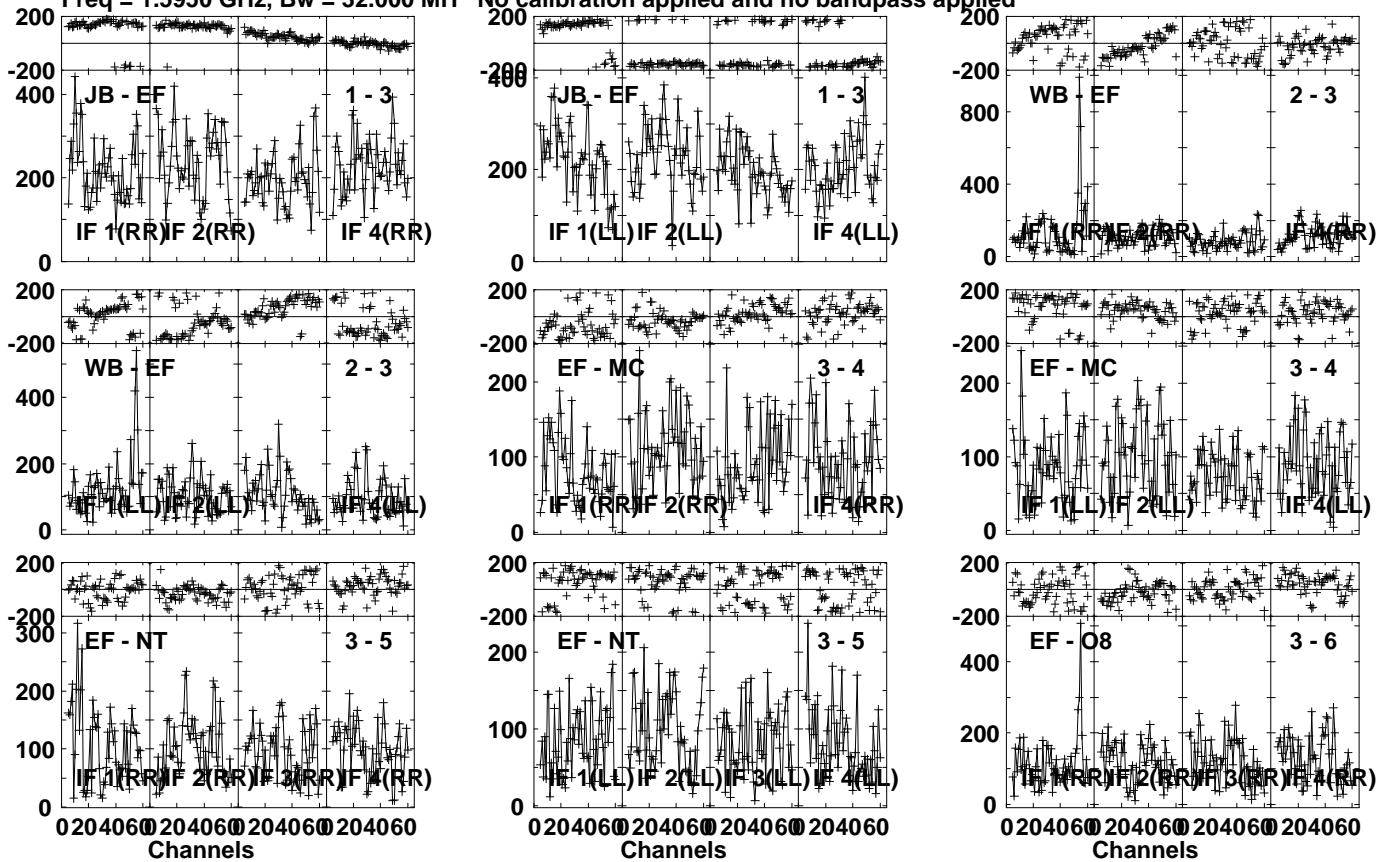 Freq = 1.5950 GHz, Bw = 32.000 MH No calibration applied and no bandpass applied
200
-200
400
200
0
JB - EF 1 - 3
IF 1(RR) IF 2(RR) IF 4(RR)
200
-200
400
200
0
JB - EF 1 - 3
IF 1(LL) IF 2(LL) IF 4(LL)
200
-200
800
400
0
WB - EF 2 - 3
IF 1(RR) IF 2(RR) IF 4(RR)
200
-200
400
200
0
WB - EF 2 - 3
IF 1(LL) IF 2(LL) IF 4(LL)
200
-200
200
100
0
EF - MC 3 - 4
IF 1(RR) IF 2(RR) IF 4(RR)
200
-200
200
100
0
EF - MC 3 - 4
IF 1(LL) IF 2(LL) IF 4(LL)
200
-200
300
200
100
0
EF - NT 3 - 5
IF 1(RR) IF 2(RR) IF 3(RR) IF 4(RR)
0 20 40 60 0 20 40 60 0 20 40 60 0 20 40 60
Channels
200
-200
200
100
0
EF - NT 3 - 5
IF 1(LL) IF 2(LL) IF 3(LL) IF 4(LL)
0 20 40 60 0 20 40 60 0 20 40 60 0 20 40 60
Channels
200
-200
400
200
0
EF - O8 3 - 6
IF 1(RR) IF 2(RR) IF 3(RR) IF 4(RR)
0 20 40 60 0 20 40 60 0 20 40 60 0 20 40 60
Channels